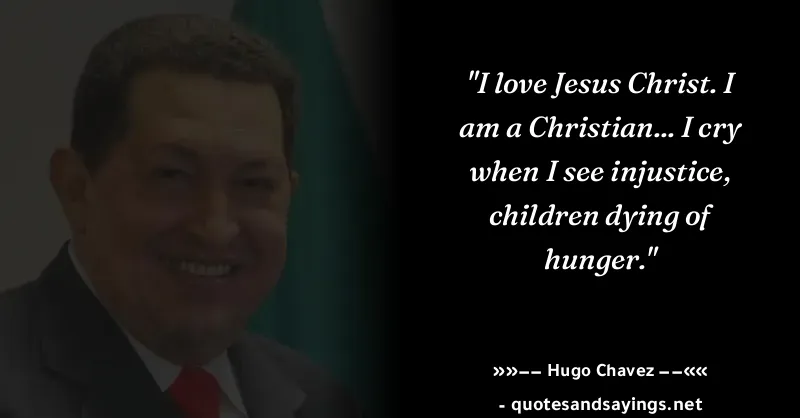 "I love Jesus Christ. I
am a Christian... I cry
when I see injustice,
children dying of
hunger."
»»−− Hugo Chavez −−««
- quotesandsayings.net